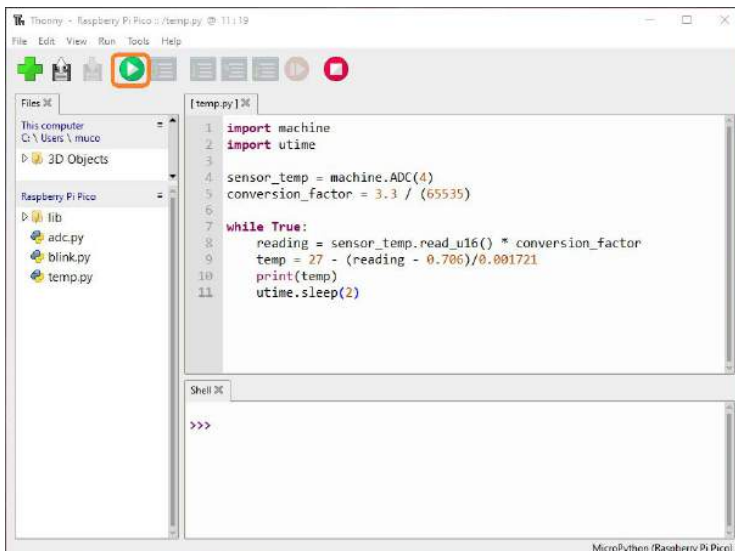 Thonny - Raspberry Pi Pico :: /temp.py @ 11:19
File Edit View Run Tools Help
Files
This computer
C: \ Users \ muco
3D Objects
Raspberry Pi Pico
lib
adc.py
blink.py
temp.py
[ temp.py ]
1 import machine
2 import utime
3
4 sensor_temp = machine.ADC(4)
5 conversion_factor = 3.3 / (65535)
6
7 while True:
8     reading = sensor_temp.read_u16() * conversion_factor
9     temp = 27 - (reading - 0.706)/0.001721
10     print(temp)
11     utime.sleep(2)
Shell
>>>
MicroPython (Raspberry Pi Pico)